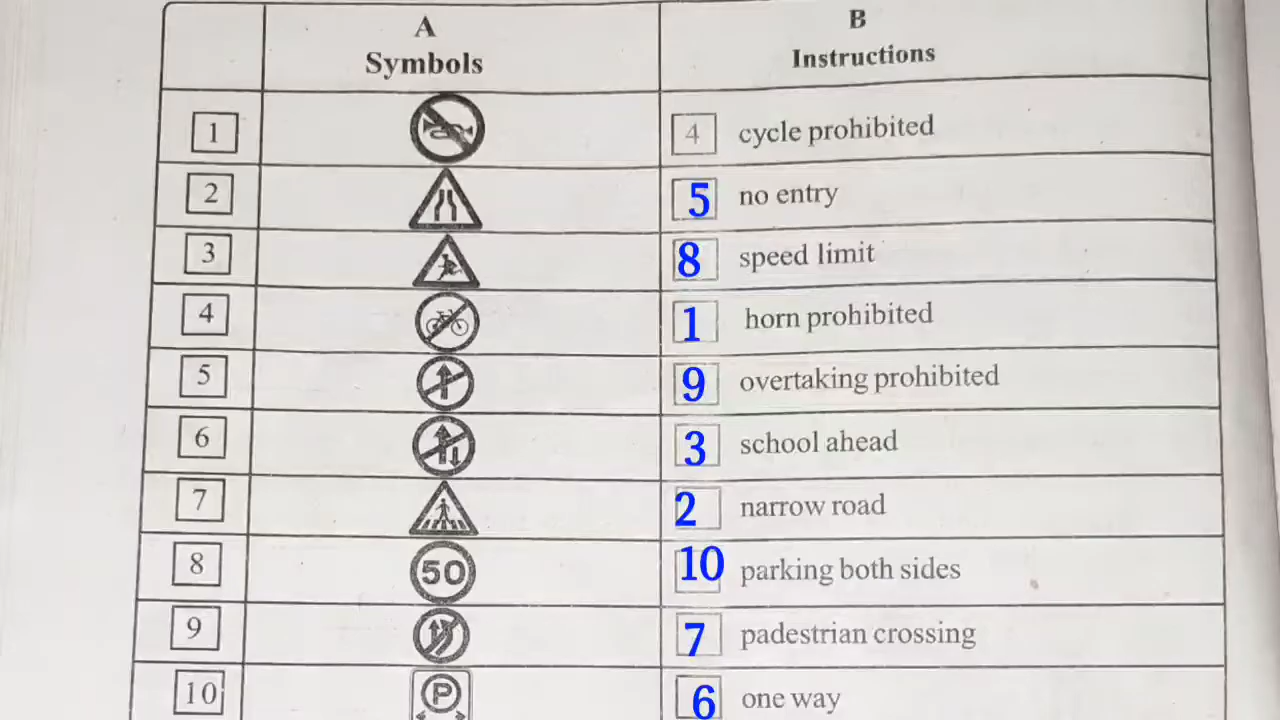 A B
Symbols Instructions
1 4 cycle prohibited
2 5 no entry
3 8 speed limit
4 1 horn prohibited
5 9 overtaking prohibited
6 3 school ahead
7 2 narrow road
8 50 10 parking both sides
9 7 padestrian crossing
10 P 6 one way